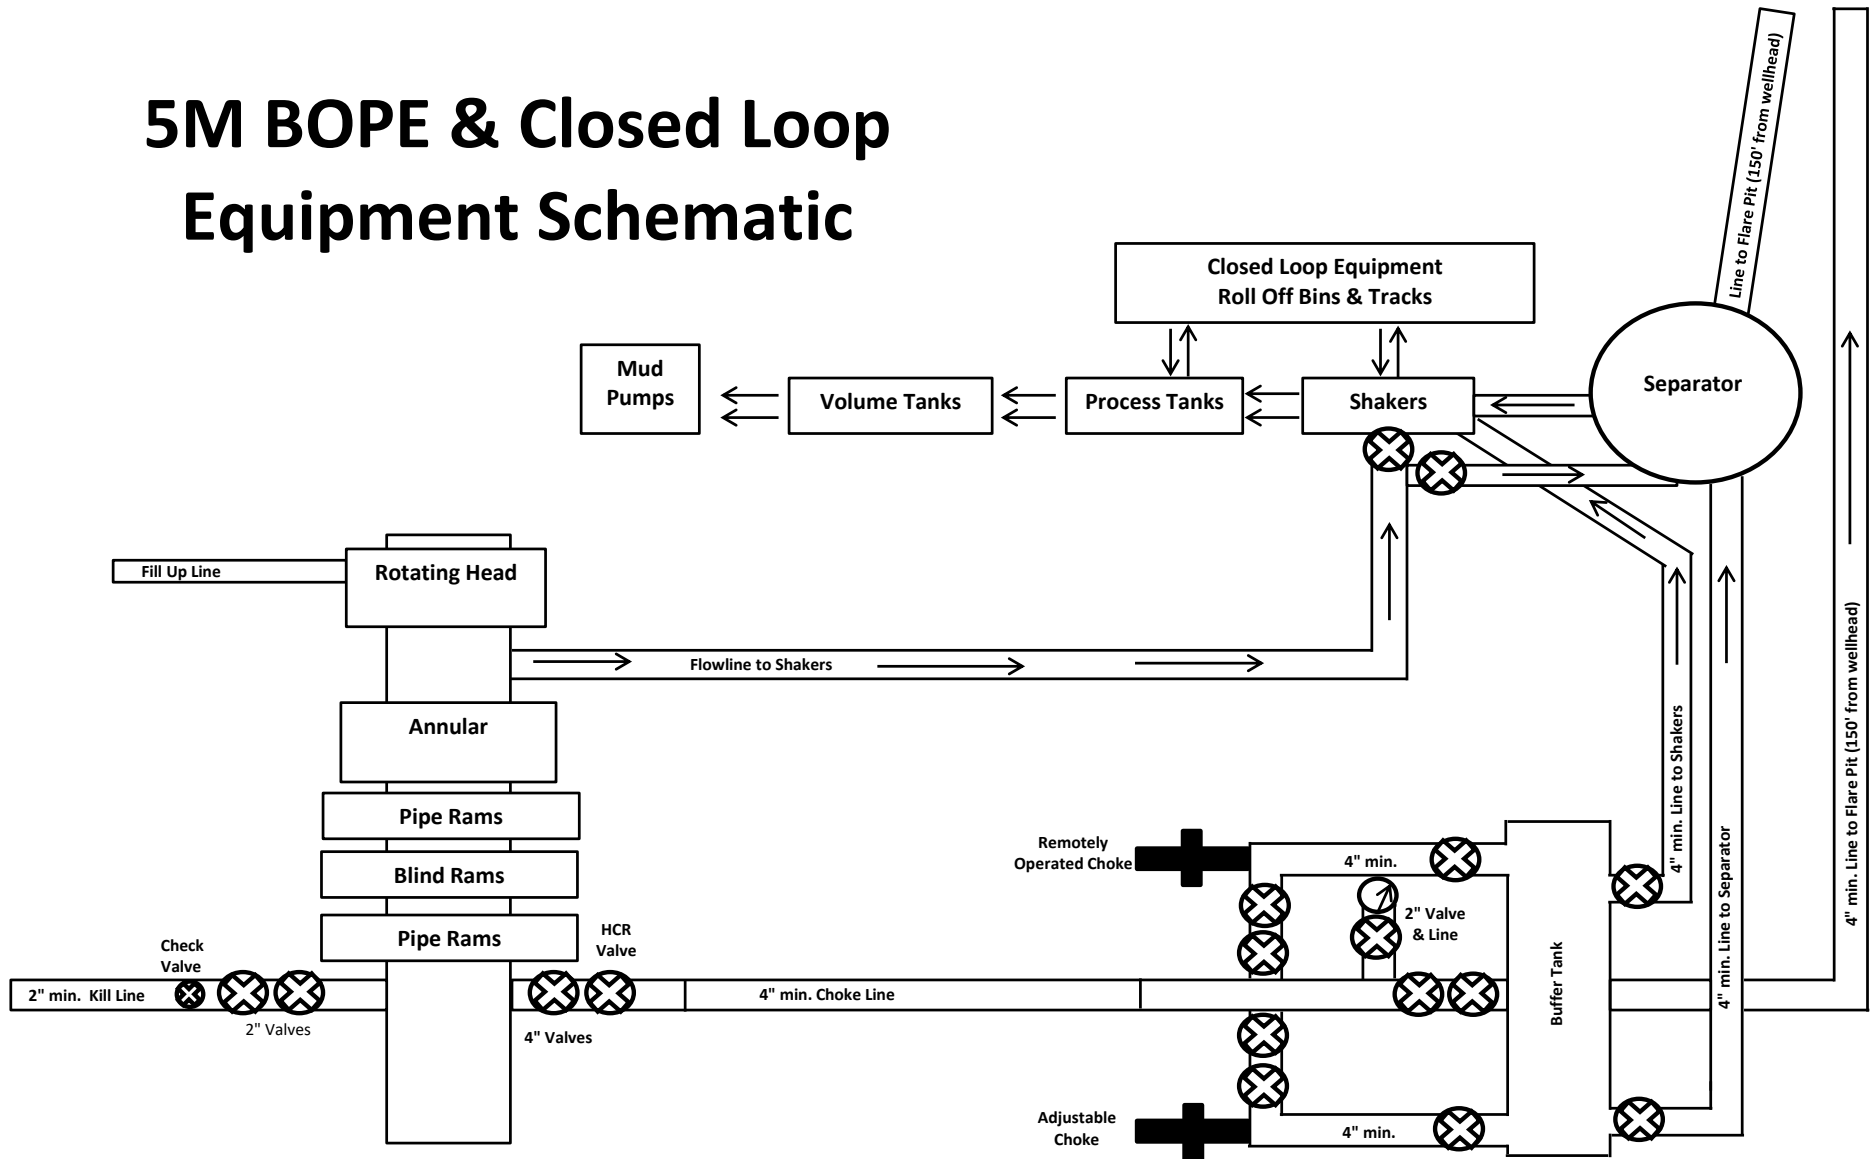 5M BOPE & Closed Loop
Equipment Schematic
Line to Flare Pit (150' from wellhead)
Closed Loop Equipment
Roll Off Bins & Tracks
Mud
Pumps
Volume Tanks
Process Tanks
Shakers
Separator
Fill Up Line
Rotating Head
Flowline to Shakers
Annular
Pipe Rams
Blind Rams
Pipe Rams
Check
Valve
HCR
Valve
2" min. Kill Line
2" Valves
4" Valves
4" min. Choke Line
Remotely
Operated Choke
4" min.
2" Valve
& Line
Adjustable
Choke
4" min.
Buffer Tank
4" min. Line to Shakers
4" min. Line to Separator
4" min. Line to Flare Pit (150' from wellhead)